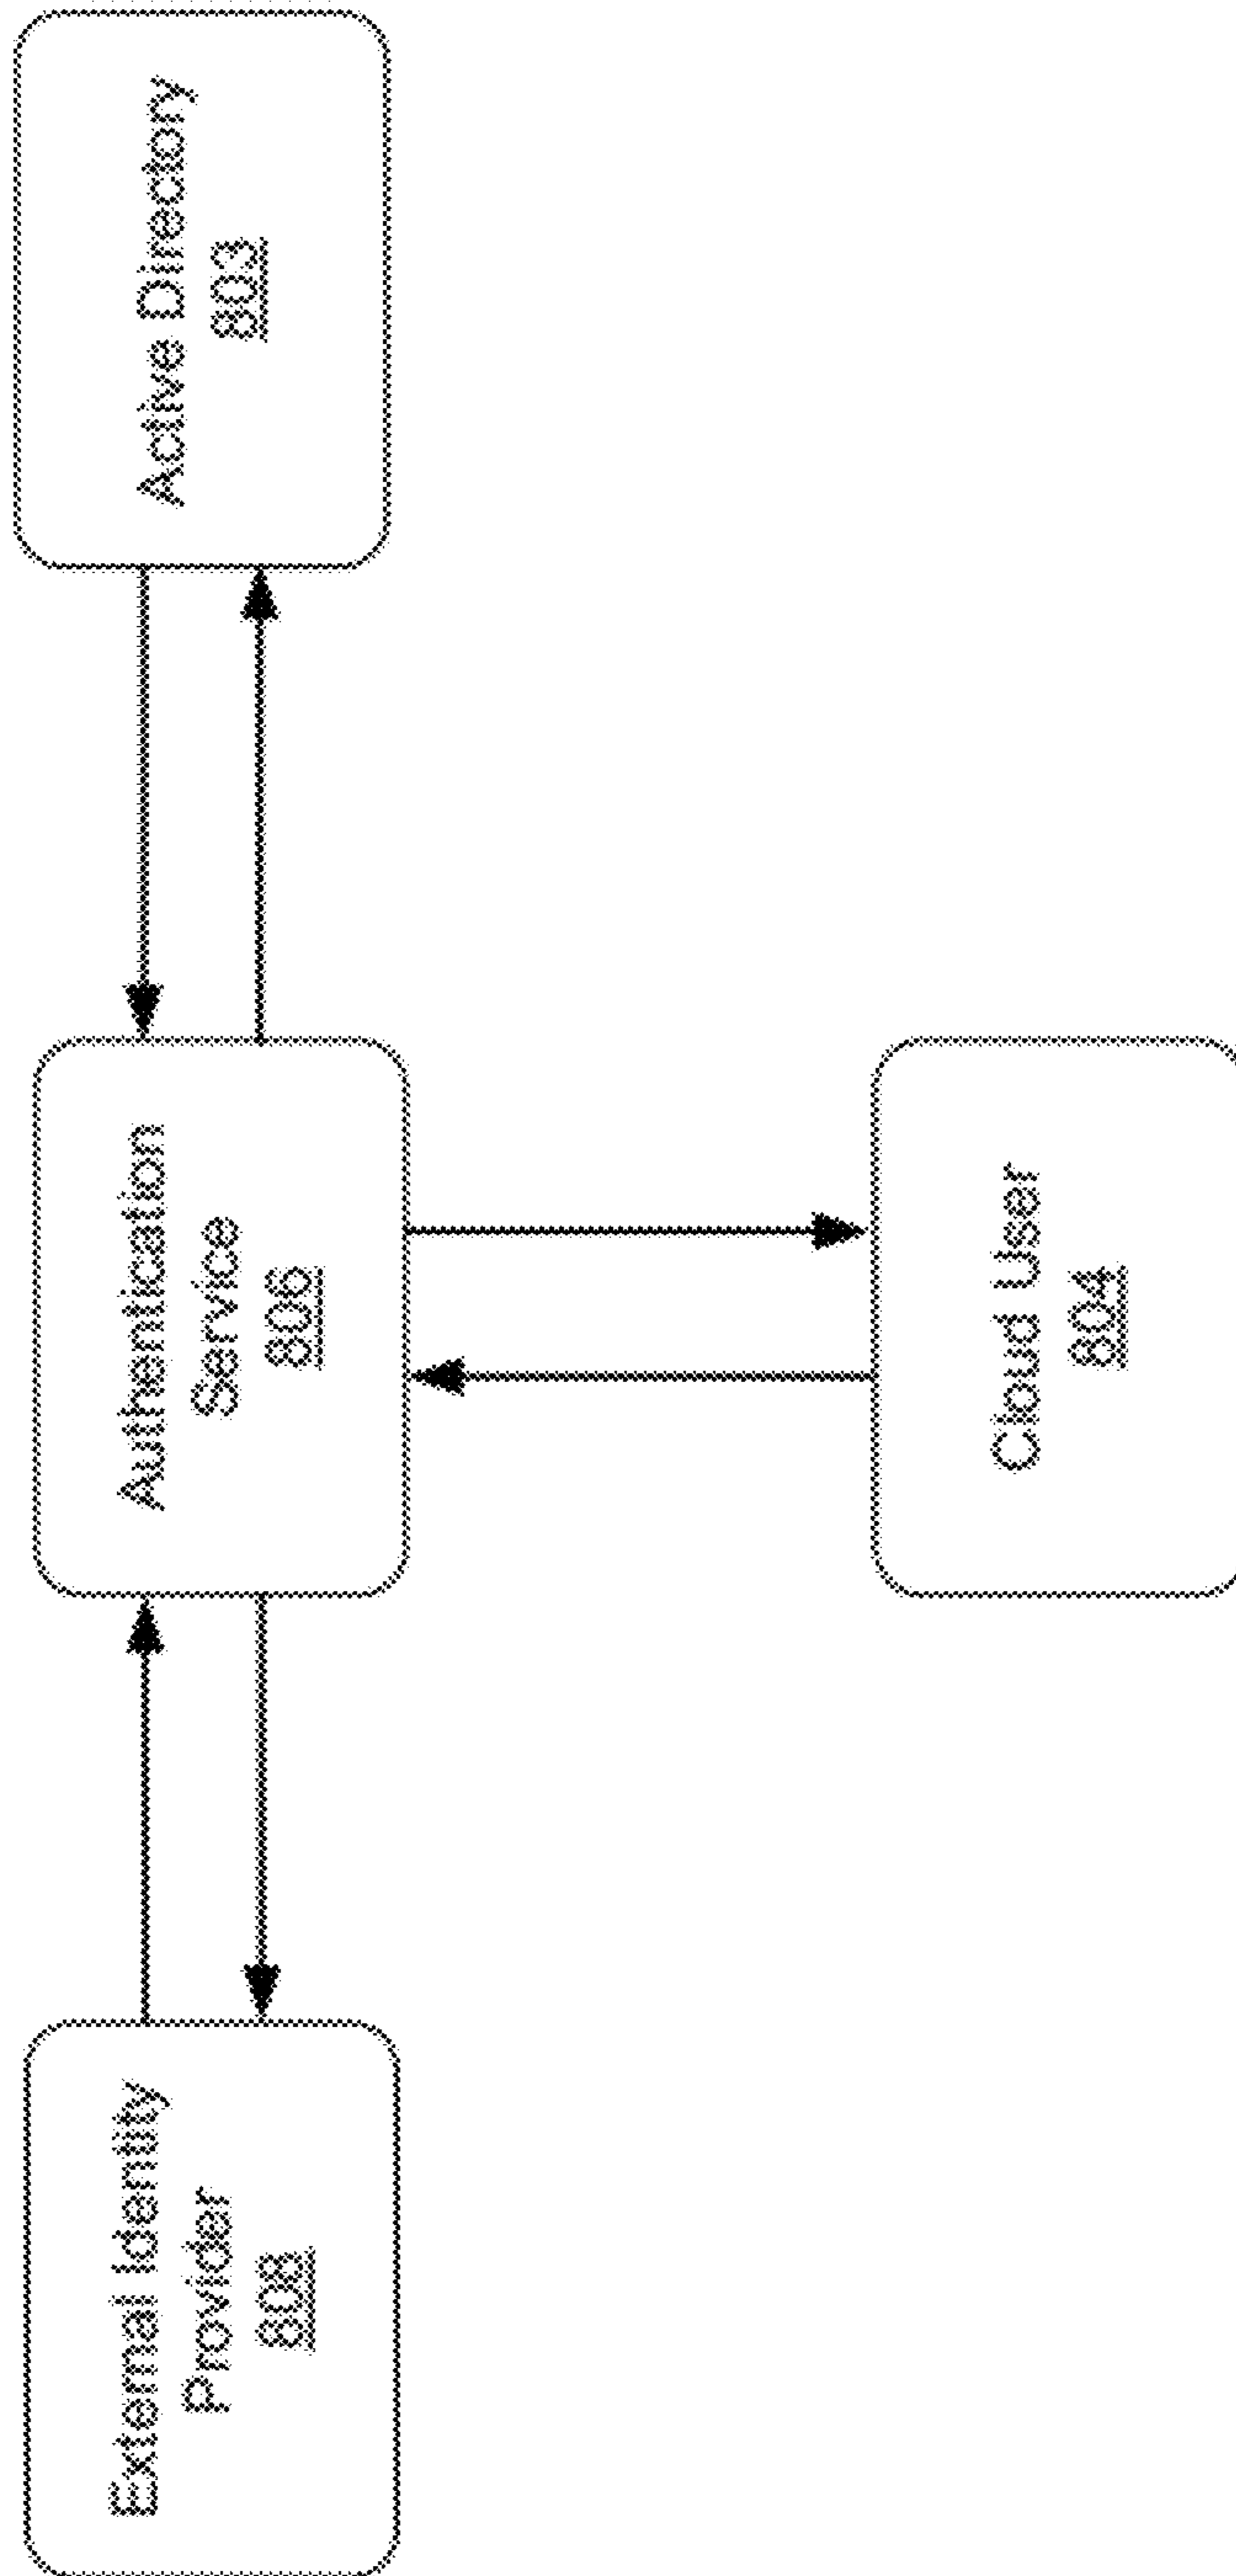 External Identity
Provider
808
Authentication
Service
806
Active Directory
803
Cloud User
804